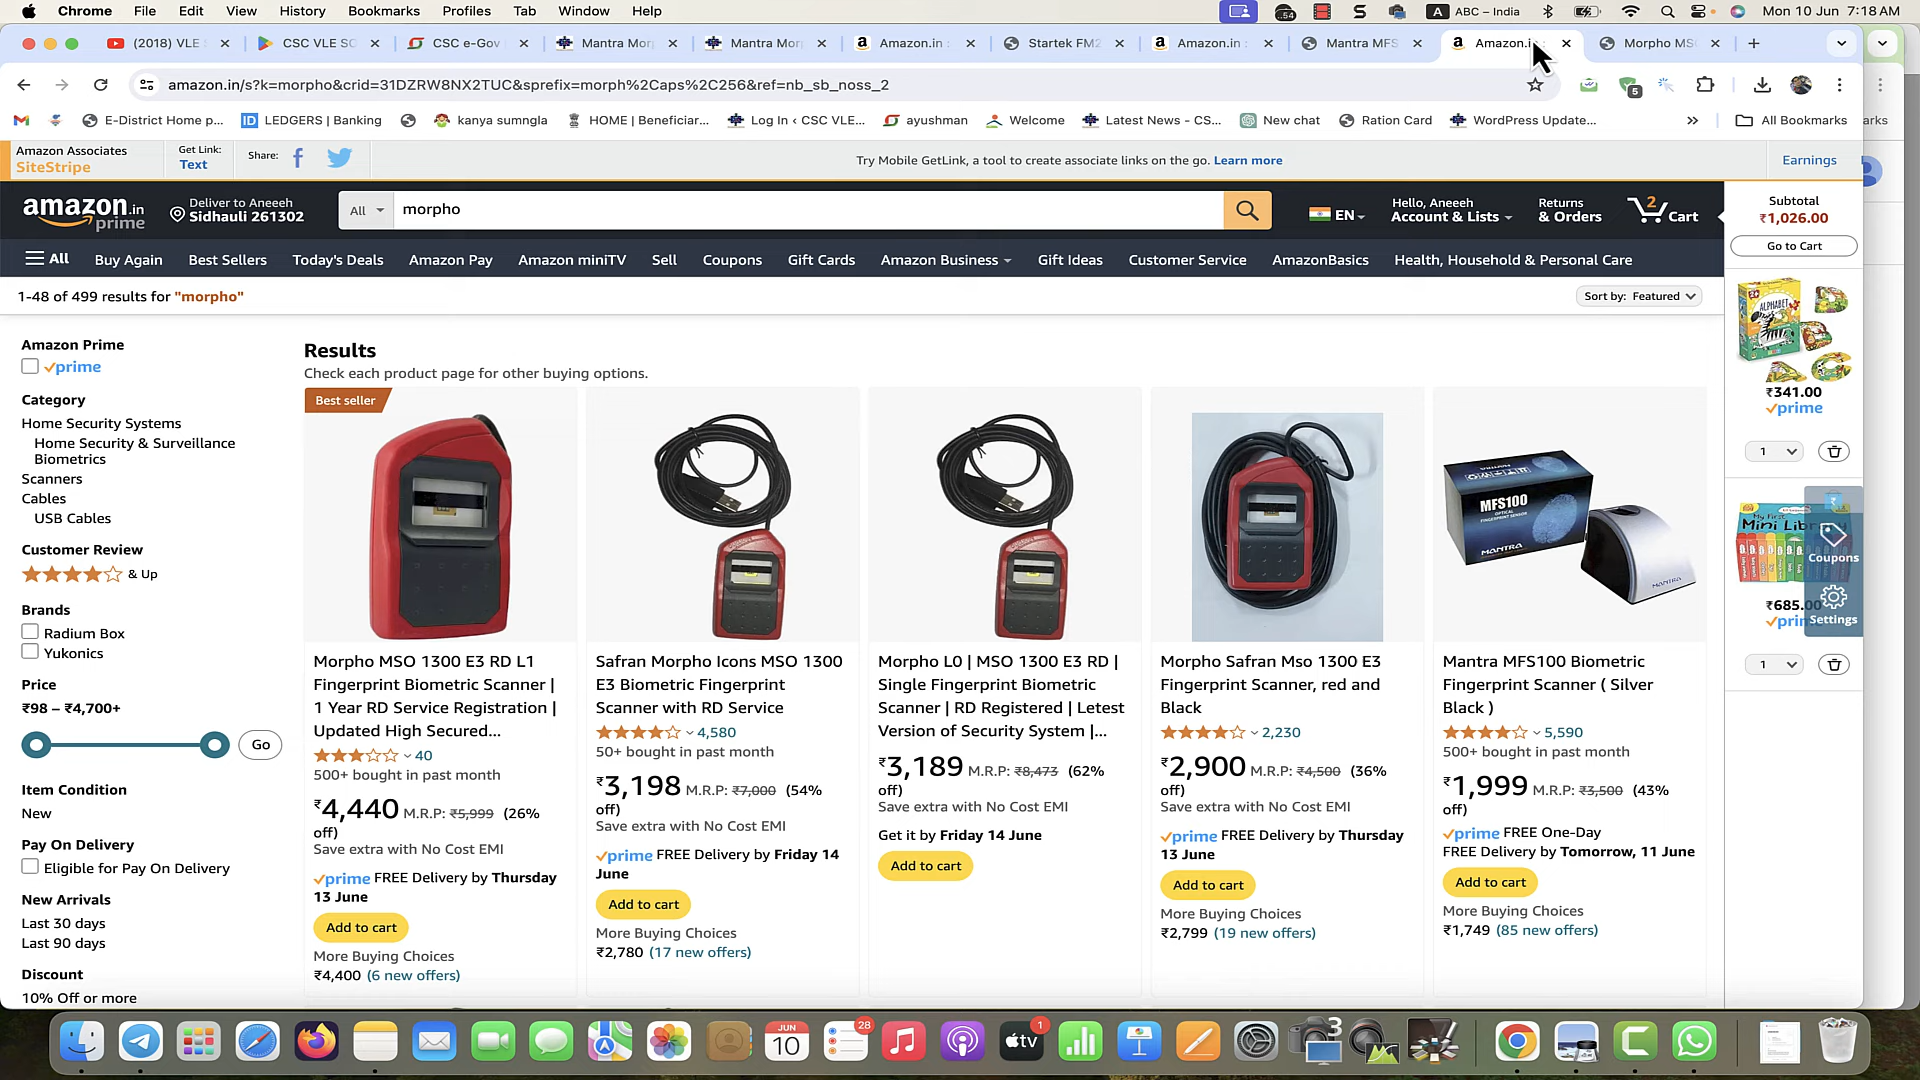 Chrome File Edit View History Bookmarks Profiles Tab Window Help
ABC – India
Mon 10 Jun 7:18 AM
(2018) VLE
CSC VLE SC
CSC e-Gov
Mantra Mor
Mantra Mor
Amazon.in
Startek FM2
Amazon.in
Mantra MFS
Amazon.in
Morpho MS
amazon.in/s?k=morpho&crid=31DZRW8NX2TUC&sprefix=morph%2Caps%2C256&ref=nb_sb_noss_2
5
E-District Home p...
LEDGERS | Banking
kanya sumngla
HOME | Beneficiar...
Log In ‹ CSC VLE...
ayushman
Welcome
Latest News - CS...
New chat
Ration Card
WordPress Update...
All Bookmarks
arks
Amazon Associates
SiteStripe
Get Link:
Text
Share:
Try Mobile GetLink, a tool to create associate links on the go. Learn more
Earnings
amazon.in
prime
Deliver to Aneeeh
Sidhauli 261302
All
morpho
EN
Hello, Aneeeh
Account & Lists
Returns
& Orders
2
Cart
Subtotal
₹1,026.00
Go to Cart
All
Buy Again
Best Sellers
Today's Deals
Amazon Pay
Amazon miniTV
Sell
Coupons
Gift Cards
Amazon Business
Gift Ideas
Customer Service
AmazonBasics
Health, Household & Personal Care
1-48 of 499 results for "morpho"
Sort by: Featured
Amazon Prime
prime
Category
Home Security Systems
Home Security & Surveillance
Biometrics
Scanners
Cables
USB Cables
Customer Review
& Up
Brands
Radium Box
Yukonics
Price
₹98 – ₹4,700+
Go
Item Condition
New
Pay On Delivery
Eligible for Pay On Delivery
New Arrivals
Last 30 days
Last 90 days
Discount
10% Off or more
Results
Check each product page for other buying options.
Best seller
Morpho MSO 1300 E3 RD L1
Fingerprint Biometric Scanner |
1 Year RD Service Registration |
Updated High Secured...
40
500+ bought in past month
₹4,440 M.R.P: ₹5,999 (26%
off)
Save extra with No Cost EMI
prime FREE Delivery by Thursday
13 June
Add to cart
More Buying Choices
₹4,400 (6 new offers)
Safran Morpho Icons MSO 1300
E3 Biometric Fingerprint
Scanner with RD Service
4,580
50+ bought in past month
₹3,198 M.R.P: ₹7,000 (54%
off)
Save extra with No Cost EMI
prime FREE Delivery by Friday 14
June
Add to cart
More Buying Choices
₹2,780 (17 new offers)
Morpho L0 | MSO 1300 E3 RD |
Single Fingerprint Biometric
Scanner | RD Registered | Letest
Version of Security System |...
₹3,189 M.R.P: ₹8,473 (62%
off)
Save extra with No Cost EMI
Get it by Friday 14 June
Add to cart
Morpho Safran Mso 1300 E3
Fingerprint Scanner, red and
Black
2,230
₹2,900 M.R.P: ₹4,500 (36%
off)
Save extra with No Cost EMI
prime FREE Delivery by Thursday
13 June
Add to cart
More Buying Choices
₹2,799 (19 new offers)
MFS100
MANTRA
MANTRA
Mantra MFS100 Biometric
Fingerprint Scanner ( Silver
Black )
5,590
500+ bought in past month
₹1,999 M.R.P: ₹3,500 (43%
off)
prime FREE One-Day
FREE Delivery by Tomorrow, 11 June
Add to cart
More Buying Choices
₹1,749 (85 new offers)
ALPHABET
₹341.00
prime
1
My First
Mini
₹685.00
1
Coupons
Settings
JUN
10
28
tv
1
3